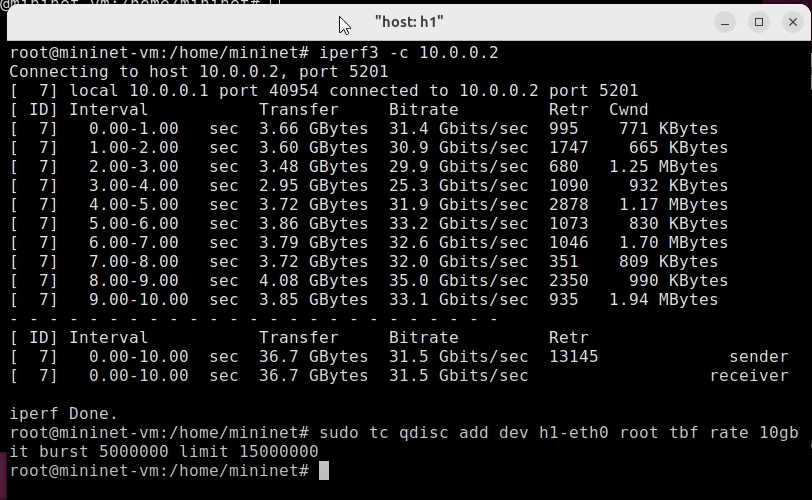 @mininet-vm:/home/mininet#
"host: h1"
root@mininet-vm:/home/mininet# iperf3 -c 10.0.0.2
Connecting to host 10.0.0.2, port 5201
[  7] local 10.0.0.1 port 40954 connected to 10.0.0.2 port 5201
[ ID] Interval           Transfer     Bitrate         Retr  Cwnd
[  7]   0.00-1.00   sec  3.66 GBytes  31.4 Gbits/sec  995    771 KBytes
[  7]   1.00-2.00   sec  3.60 GBytes  30.9 Gbits/sec  1747    665 KBytes
[  7]   2.00-3.00   sec  3.48 GBytes  29.9 Gbits/sec  680   1.25 MBytes
[  7]   3.00-4.00   sec  2.95 GBytes  25.3 Gbits/sec  1090    932 KBytes
[  7]   4.00-5.00   sec  3.72 GBytes  31.9 Gbits/sec  2878   1.17 MBytes
[  7]   5.00-6.00   sec  3.86 GBytes  33.2 Gbits/sec  1073    830 KBytes
[  7]   6.00-7.00   sec  3.79 GBytes  32.6 Gbits/sec  1046   1.70 MBytes
[  7]   7.00-8.00   sec  3.72 GBytes  32.0 Gbits/sec  351    809 KBytes
[  7]   8.00-9.00   sec  4.08 GBytes  35.0 Gbits/sec  2350    990 KBytes
[  7]   9.00-10.00  sec  3.85 GBytes  33.1 Gbits/sec  935   1.94 MBytes
- - - - - - - - - - - - - - - - - - - - - - - - -
[ ID] Interval           Transfer     Bitrate         Retr
[  7]   0.00-10.00  sec  36.7 GBytes  31.5 Gbits/sec  13145             sender
[  7]   0.00-10.00  sec  36.7 GBytes  31.5 Gbits/sec                  receiver
iperf Done.
root@mininet-vm:/home/mininet# sudo tc qdisc add dev h1-eth0 root tbf rate 10gb
it burst 5000000 limit 15000000
root@mininet-vm:/home/mininet#